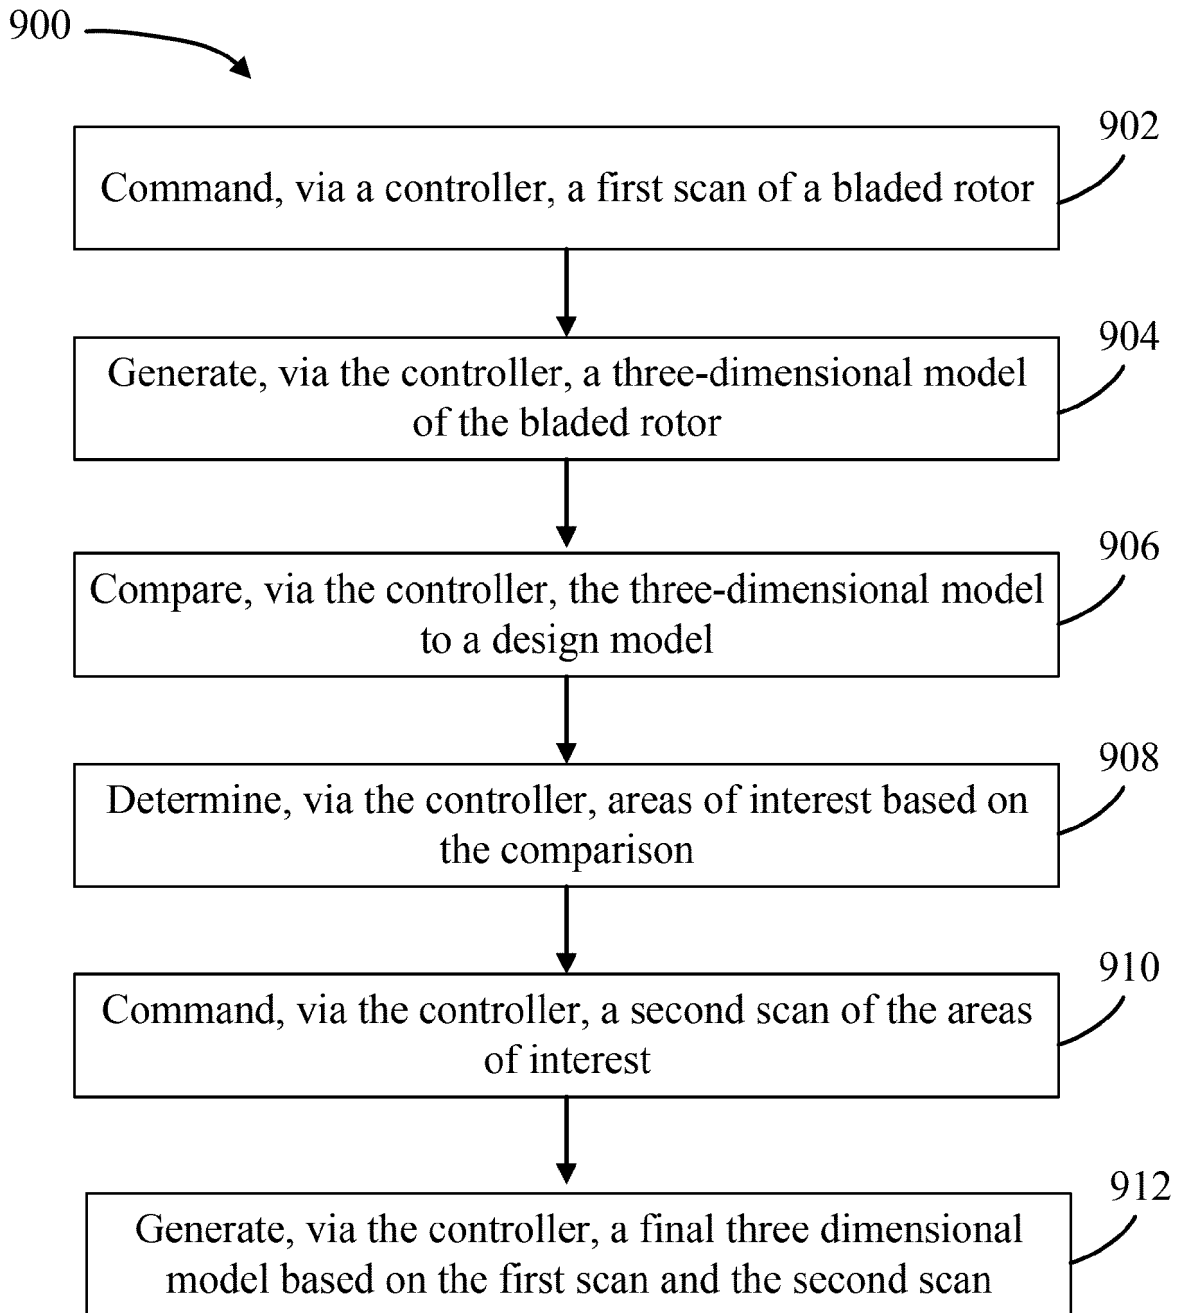 900
902
Command, via a controller, a first scan of a bladed rotor
904
Generate, via the controller, a three-dimensional model
of the bladed rotor
906
Compare, via the controller, the three-dimensional model
to a design model
908
Determine, via the controller, areas of interest based on
the comparison
910
Command, via the controller, a second scan of the areas
of interest
912
Generate, via the controller, a final three dimensional
model based on the first scan and the second scan